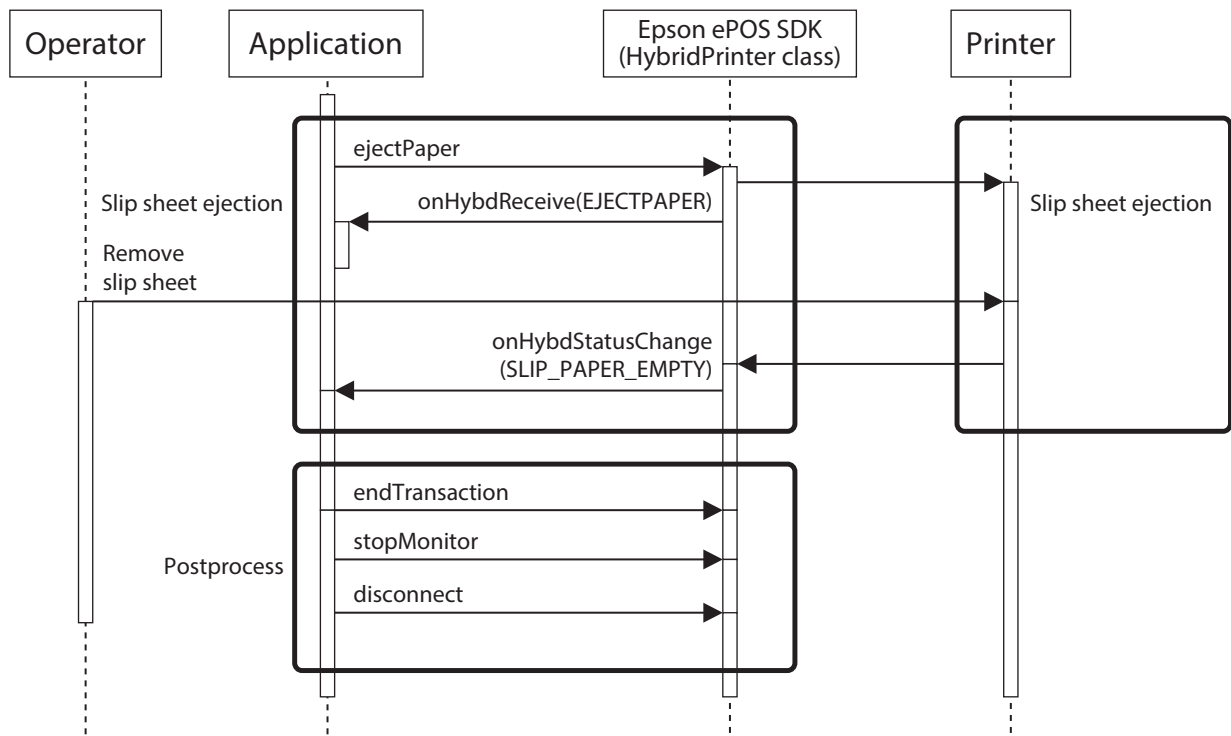 Operator
Application
Epson ePOS SDK
(HybridPrinter class)
Printer
ejectPaper
Slip sheet ejection
onHybdReceive(EJECTPAPER)
Slip sheet ejection
Remove
slip sheet
onHybdStatusChange
(SLIP_PAPER_EMPTY)
endTransaction
stopMonitor
Postprocess
disconnect